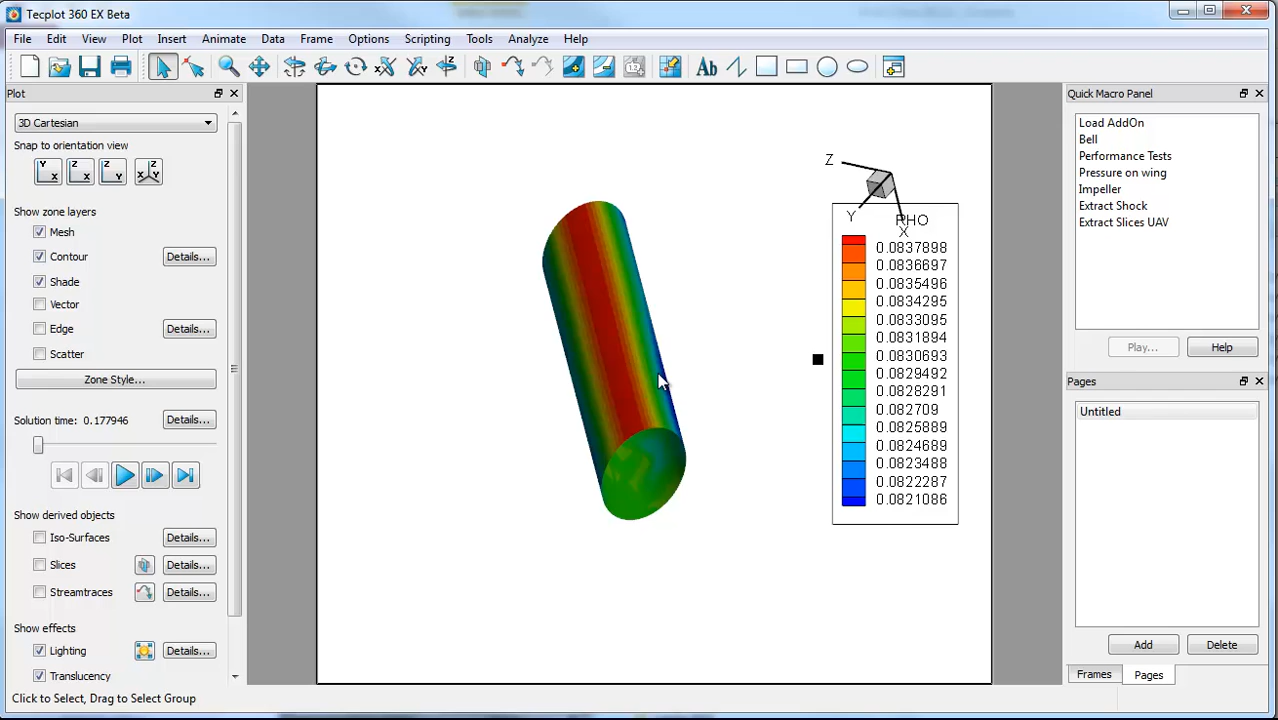 Tecplot 360 EX Beta
File Edit View Plot Insert Animate Data Frame Options Scripting Tools Analyze Help
Ab
Plot
3D Cartesian
Snap to orientation view
Y X Z X Z Y X Z Y
Show zone layers
Mesh
Contour Details...
Shade
Vector
Edge Details...
Scatter
Zone Style...
Solution time: 0.177946 Details...
Show derived objects
Iso-Surfaces Details...
Slices Details...
Streamtraces Details...
Show effects
Lighting Details...
Translucency
Click to Select, Drag to Select Group
Z
Y
X
RHO
0.0837898
0.0836697
0.0835496
0.0834295
0.0833095
0.0831894
0.0830693
0.0829492
0.0828291
0.082709
0.0825889
0.0824689
0.0823488
0.0822287
0.0821086
Quick Macro Panel
Load AddOn
Bell
Performance Tests
Pressure on wing
Impeller
Extract Shock
Extract Slices UAV
Play... Help
Pages
Untitled
Add Delete
Frames Pages